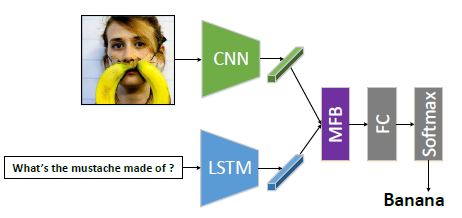 CNN
What's the mustache made of ?
LSTM
MFB
FC
Softmax
Banana